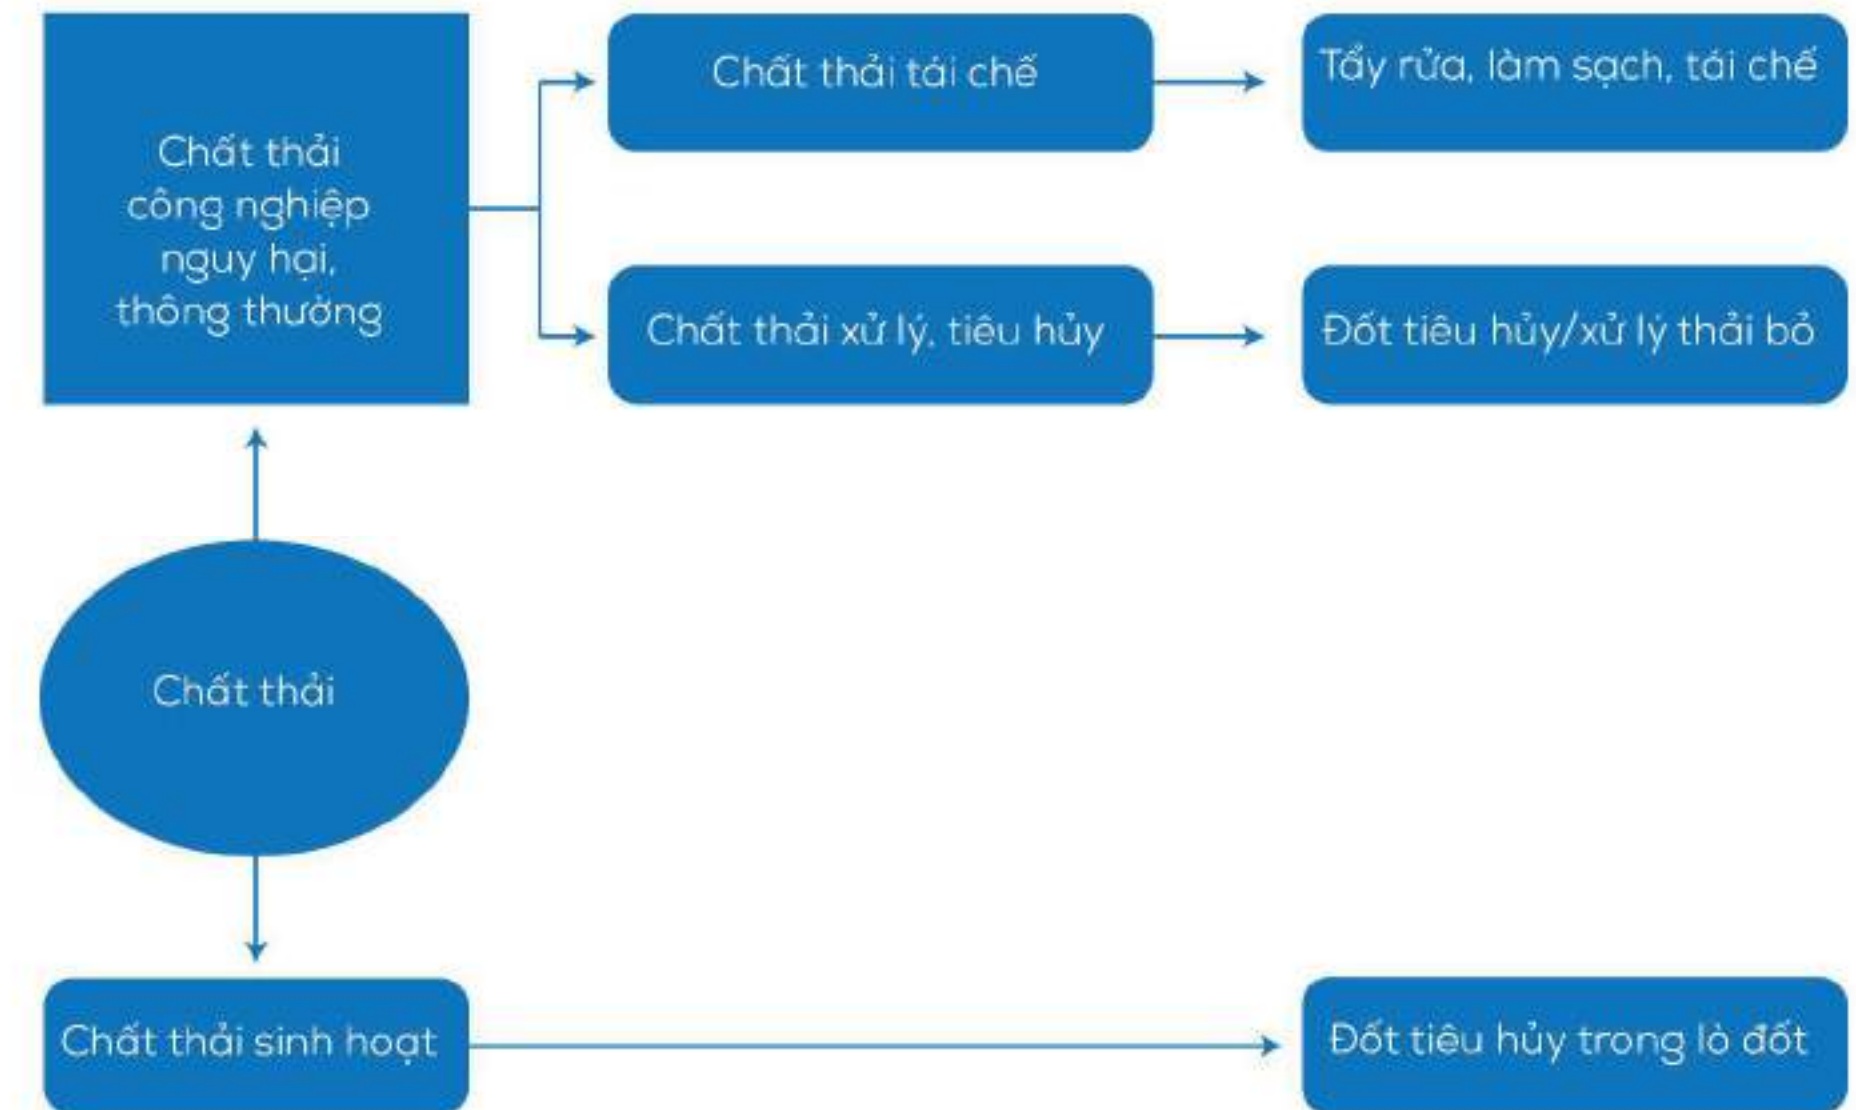 Chất thải
công nghiệp
nguy hại,
thông thường
Chất thải tái chế
Tẩy rửa, làm sạch, tái chế
Chất thải xử lý, tiêu hủy
Đốt tiêu hủy/xử lý thải bỏ
Chất thải
Chất thải sinh hoạt
Đốt tiêu hủy trong lò đốt